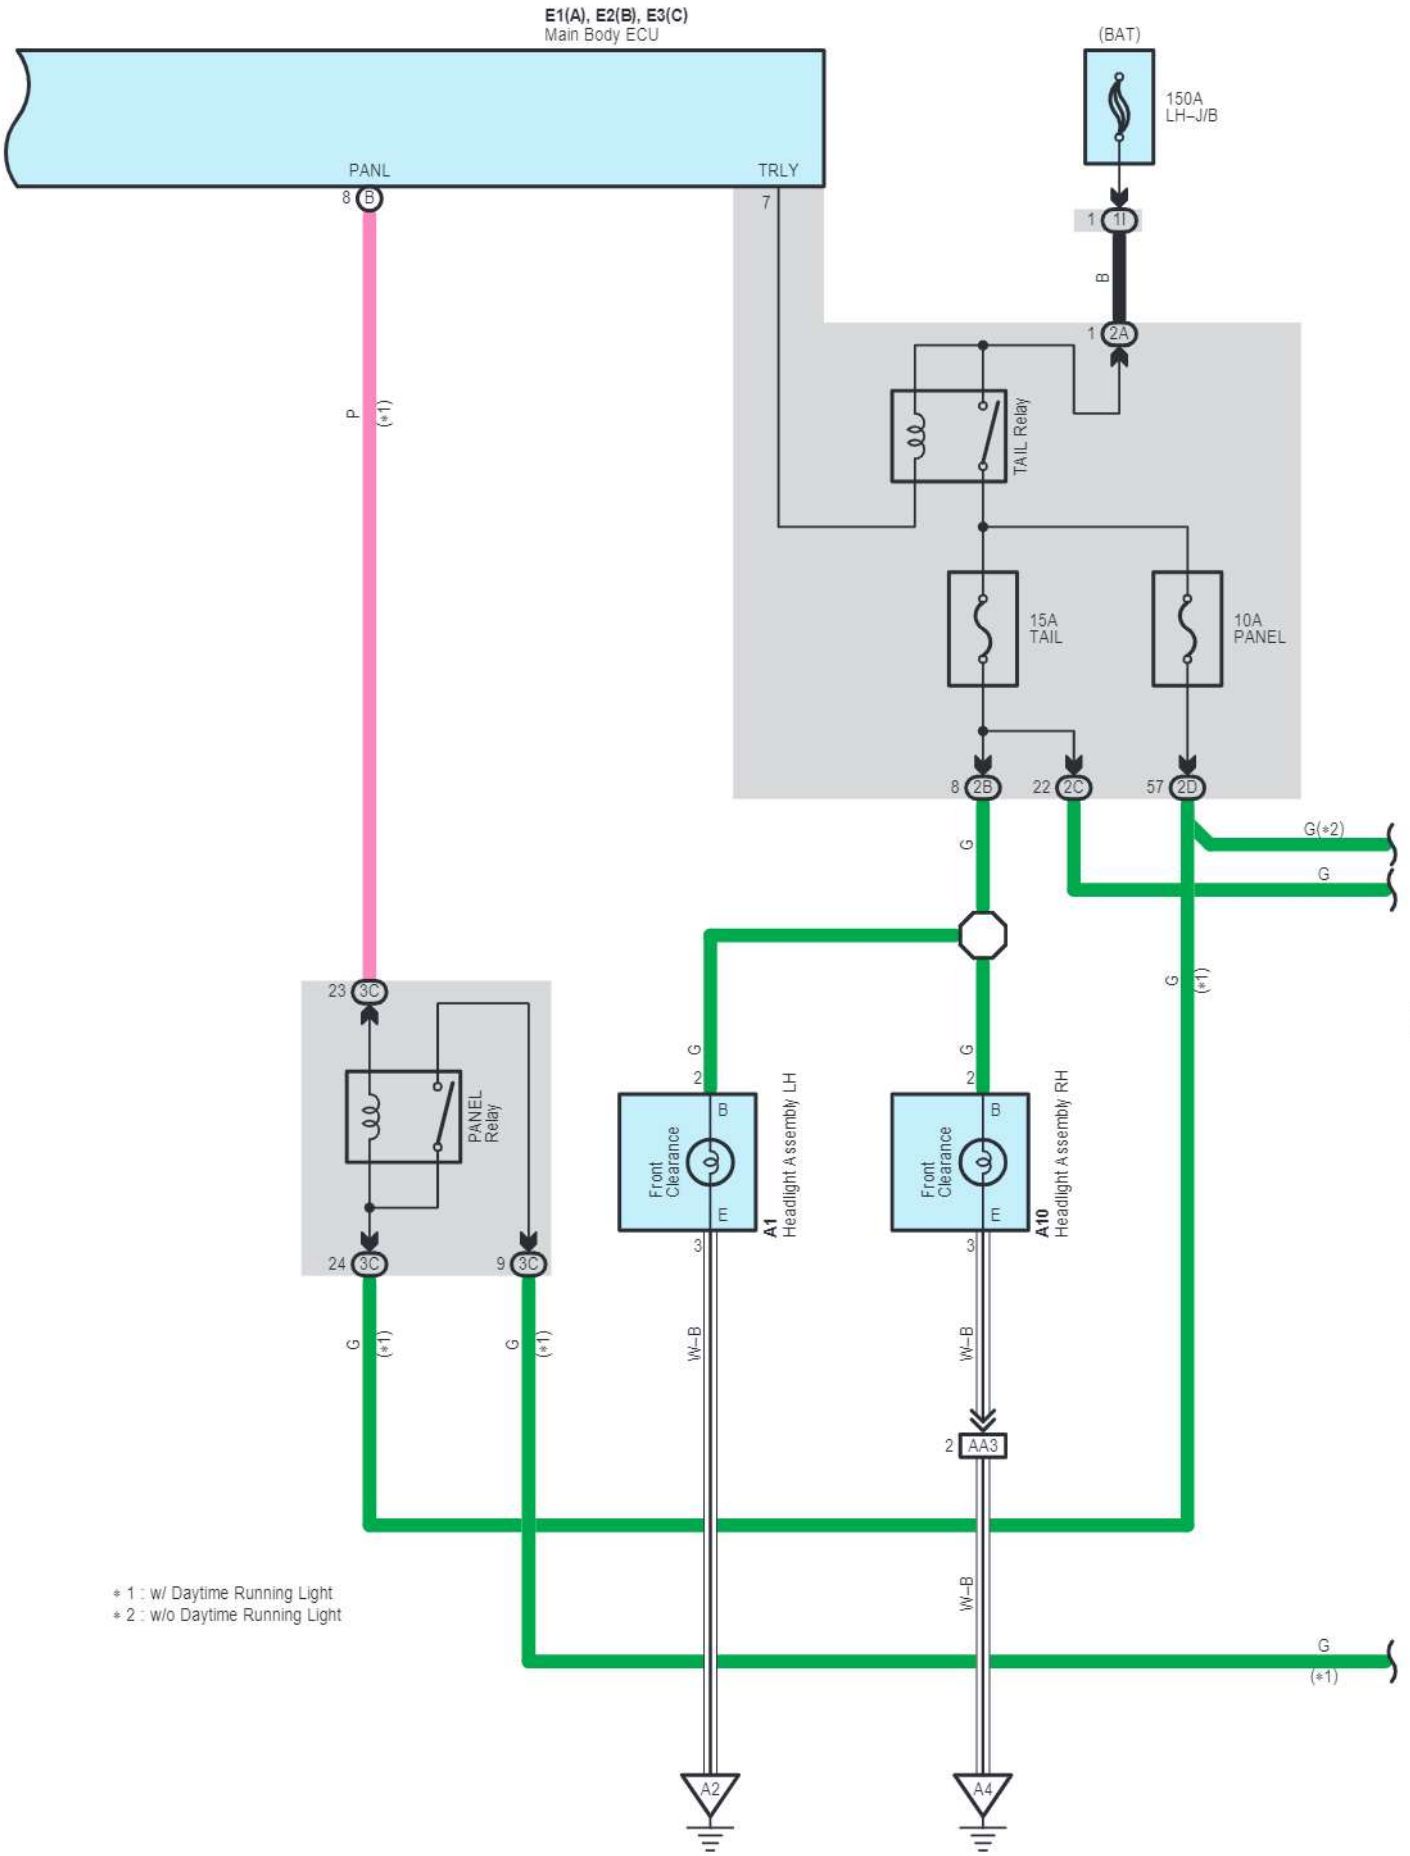 E1(A), E2(B), E3(C)
Main Body ECU
(BAT)
150A
LH–J/B
PANL
TRLY
8 B
7
1 1I
B
1 2A
P
(∗1)
TAIL Relay
15A
TAIL
10A
PANEL
8 2B
22 2C
57 2D
G
G(∗2)
G
G
(∗1)
23 3C
PANEL
Relay
24 3C
9 3C
G
2
B
Front
Clearance
E
3
A1
Headlight Assembly LH
G
2
B
Front
Clearance
E
3
A10
Headlight Assembly RH
G
(∗1)
G
(∗1)
W–B
W–B
2 AA3
W–B
∗ 1 : w/ Daytime Running Light
∗ 2 : w/o Daytime Running Light
G
(∗1)
A2
A4